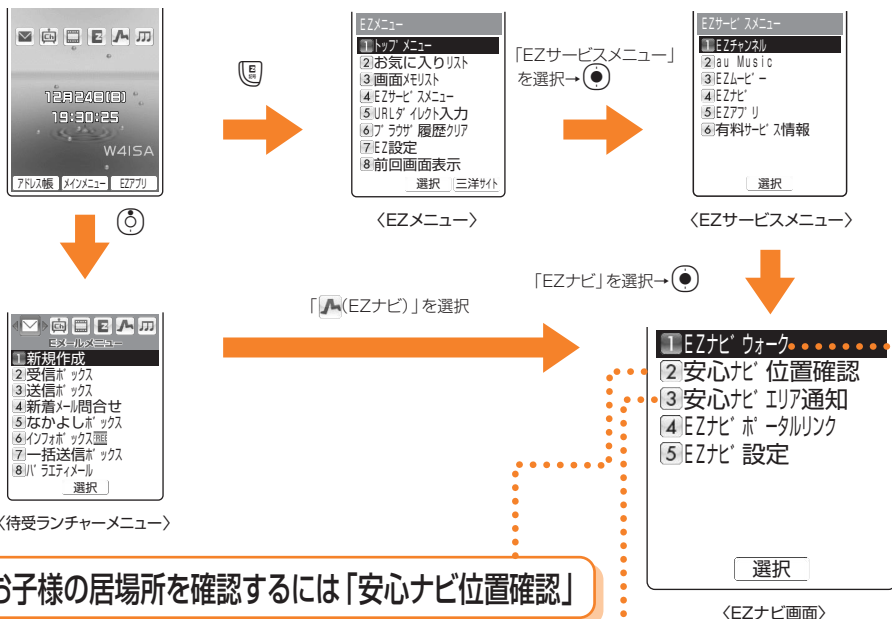 12月24日(日)
19:30:25
W41SA
アドレス帳 メインメニュー EZアプリ
EZメニュー
1トップメニュー
2お気に入りリスト
3画面メモリスト
4EZサービスメニュー
5URLダイレクト入力
6ブラウザ履歴クリア
7EZ設定
8前回画面表示
選択 三洋サイト
〈EZメニュー〉
「EZサービスメニュー」
を選択→
EZサービスメニュー
1EZチャンネル
2au Music
3EZムービー
4EZナビ
5EZアプリ
6有料サービス情報
選択
〈EZサービスメニュー〉
「EZナビ」を選択→
「(EZナビ)」を選択
Eメールメニュー
1新規作成
2受信ボックス
3送信ボックス
4新着メール問合せ
5なかよしボックス
6インフォボックス
7一括送信ボックス
8バラエティメール
選択
〈待受ランチャーメニュー〉
1EZナビウォーク
2安心ナビ位置確認
3安心ナビエリア通知
4EZナビポータルリンク
5EZナビ設定
選択
〈EZナビ画面〉
お子様の居場所を確認するには「安心ナビ位置確認」